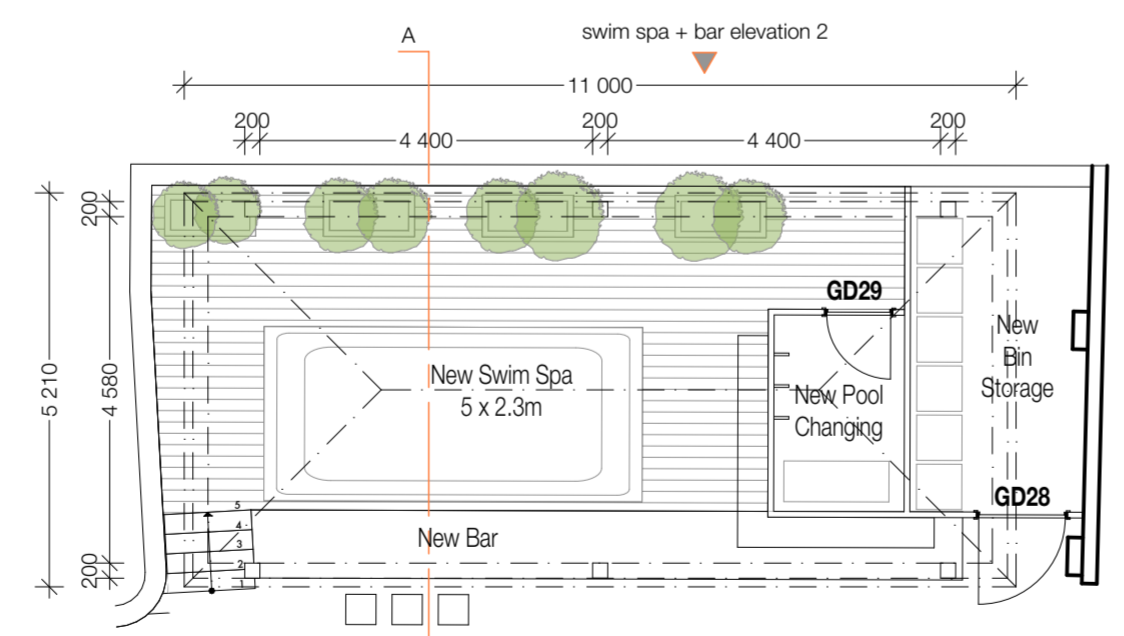 A
swim spa + bar elevation 2
11 000
200
200
200
4 400
4 400
200
5 210
4 580
200
GD29
New
Bin
Storage
New Swim Spa
5 x 2.3m
New Pool
Changing
GD28
New Bar
5
4
3
2
1